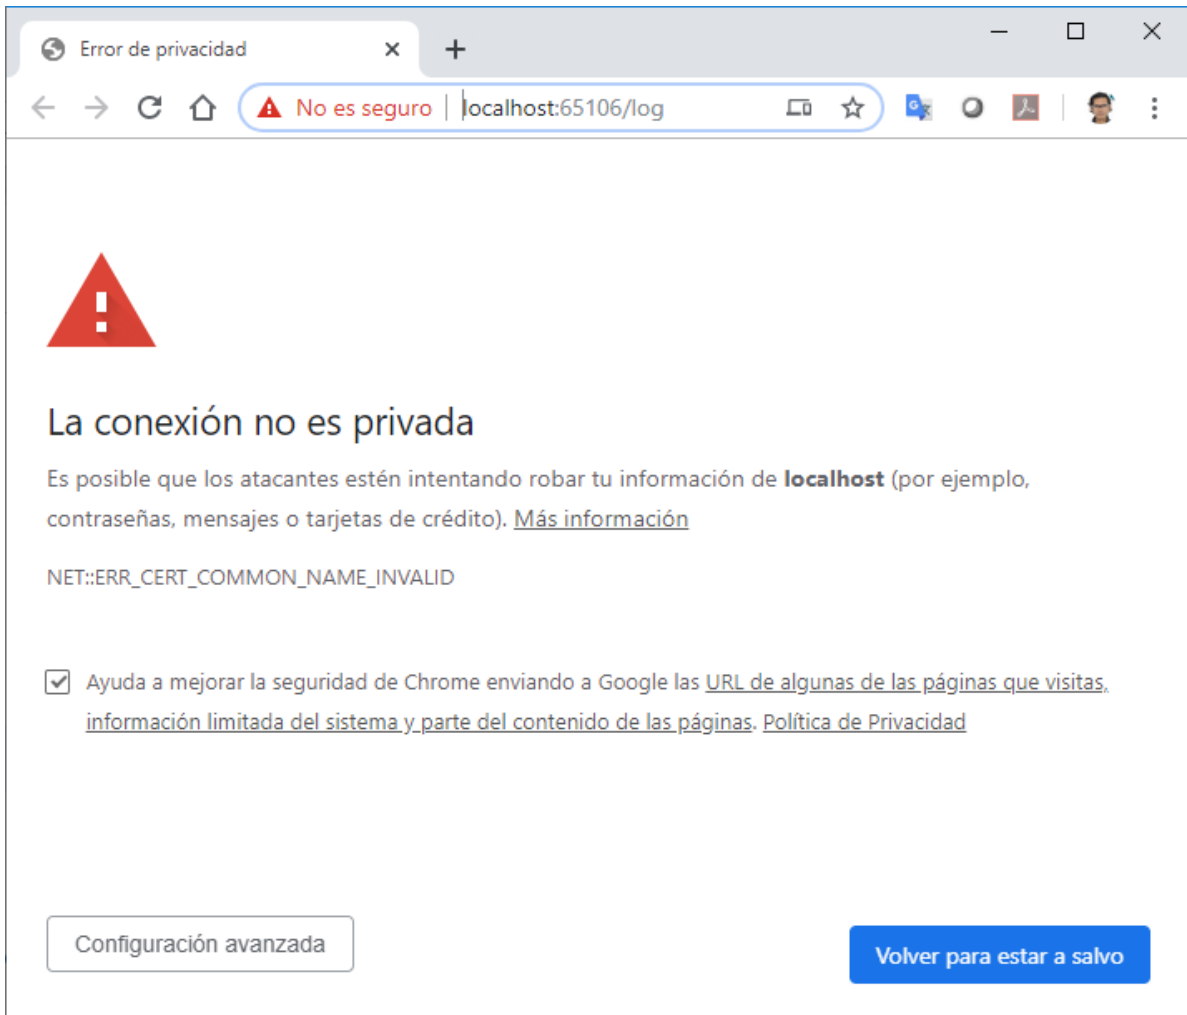 Error de privacidad
No es seguro localhost:65106/log
La conexión no es privada
Es posible que los atacantes estén intentando robar tu información de localhost (por ejemplo,
contraseñas, mensajes o tarjetas de crédito). Más información
NET::ERR_CERT_COMMON_NAME_INVALID
Ayuda a mejorar la seguridad de Chrome enviando a Google las URL de algunas de las páginas que visitas,
información limitada del sistema y parte del contenido de las páginas. Política de Privacidad
Configuración avanzada
Volver para estar a salvo